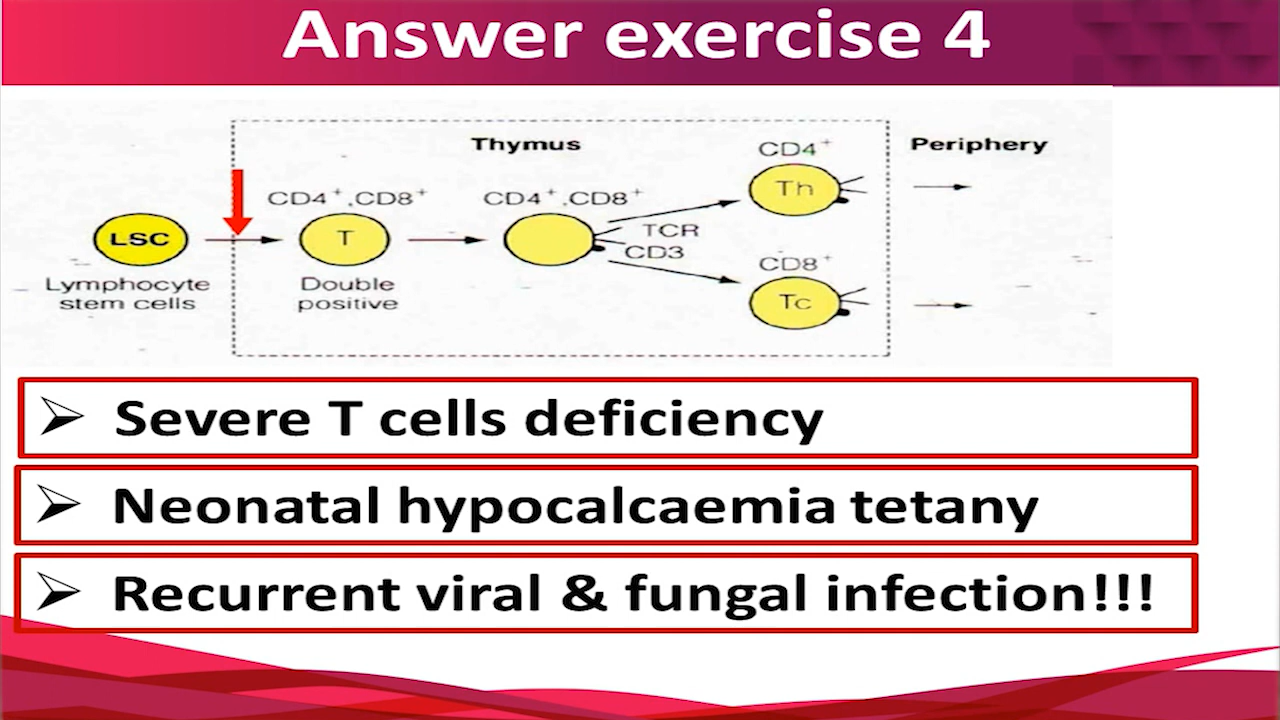 Answer exercise 4
Thymus
CD4⁺
Periphery
CD4⁺,CD8⁺
CD4⁺,CD8⁺
Th
LSC
T
TCR
CD3
CD8⁺
Lymphocyte
stem cells
Double
positive
Tc
➢ Severe T cells deficiency
➢ Neonatal hypocalcaemia tetany
➢ Recurrent viral & fungal infection!!!